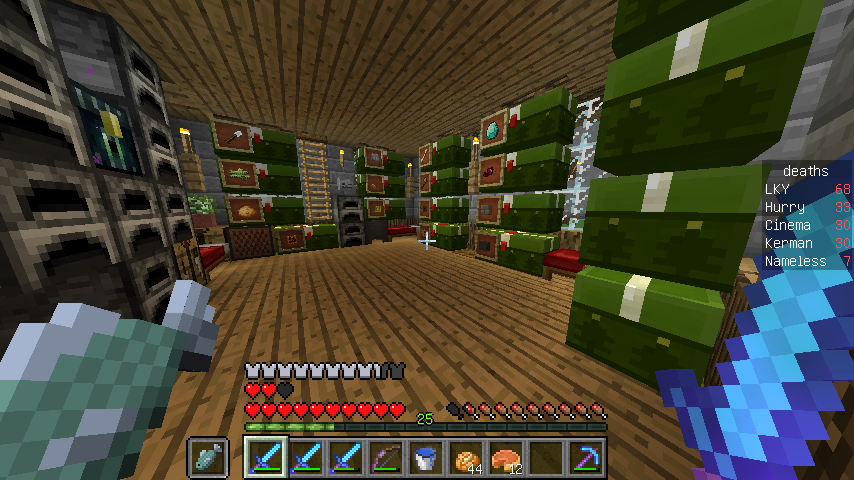 deaths
LKY 68
Hurry 33
Cinema 30
Kerman 30
Nameless 7
25
44
12